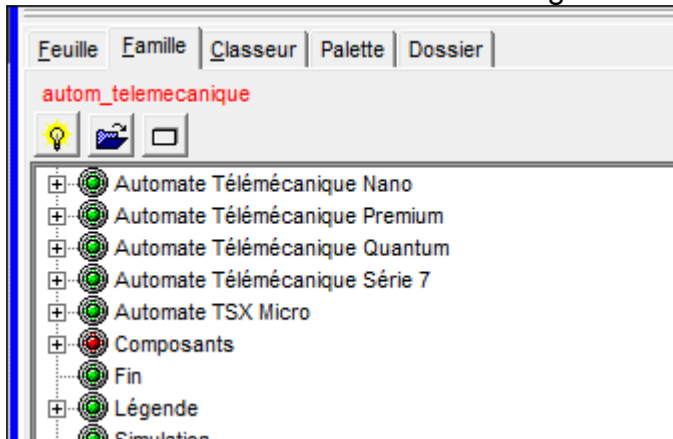 Feuille Famille Classeur Palette Dossier
autom_telemecanique
Automate Télémécanique Nano
Automate Télémécanique Premium
Automate Télémécanique Quantum
Automate Télémécanique Série 7
Automate TSX Micro
Composants
Fin
Légende
Simulation